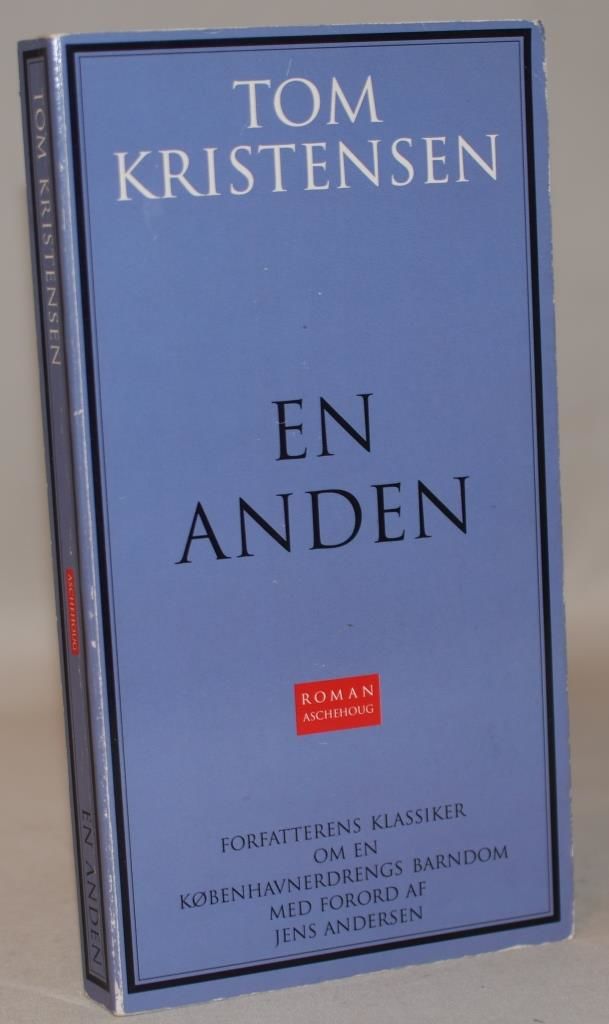 TOM
KRISTENSEN
EN
ANDEN
ROMAN
ASCHEHOUG
FORFATTERENS KLASSIKER
OM EN
KØBENHAVNERDRENGS BARNDOM
MED FORORD AF
JENS ANDERSEN
TOM KRISTENSEN
ASCHEHOUG
EN ANDEN